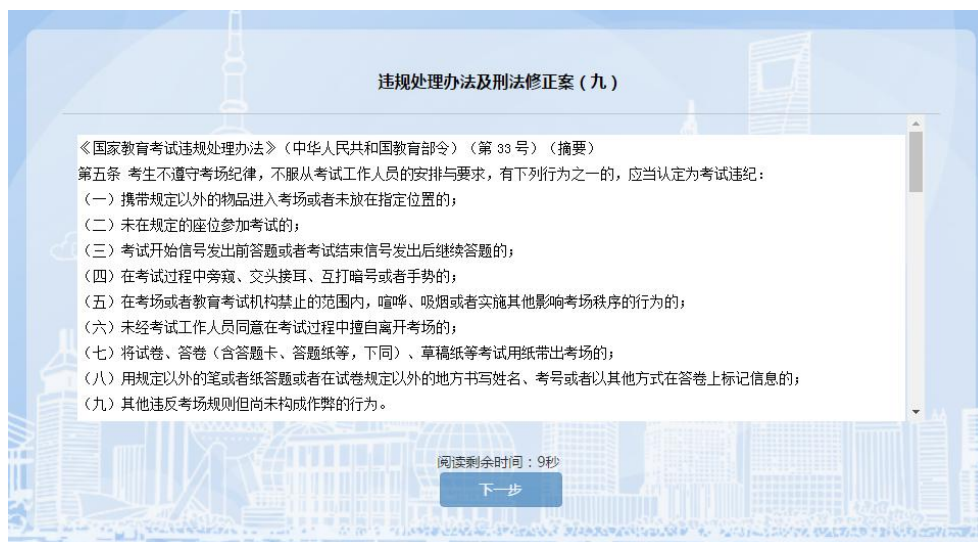 违规处理办法及刑法修正案（九）
《国家教育考试违规处理办法》（中华人民共和国教育部令）（第 33 号）（摘要）
第五条 考生不遵守考场纪律，不服从考试工作人员的安排与要求，有下列行为之一的，应当认定为考试违纪：
（一）携带规定以外的物品进入考场或者未放在指定位置的；
（二）未在规定的座位参加考试的；
（三）考试开始信号发出前答题或者考试结束信号发出后继续答题的；
（四）在考试过程中旁窥、交头接耳、互打暗号或者手势的；
（五）在考场或者教育考试机构禁止的范围内，喧哗、吸烟或者实施其他影响考场秩序的行为的；
（六）未经考试工作人员同意在考试过程中擅自离开考场的；
（七）将试卷、答卷（含答题卡、答题纸等，下同）、草稿纸等考试用纸带出考场的；
（八）用规定以外的笔或者纸答题或者在试卷规定以外的地方书写姓名、考号或者以其他方式在答卷上标记信息的；
（九）其他违反考场规则但尚未构成作弊的行为。
阅读剩余时间：9秒
下一步